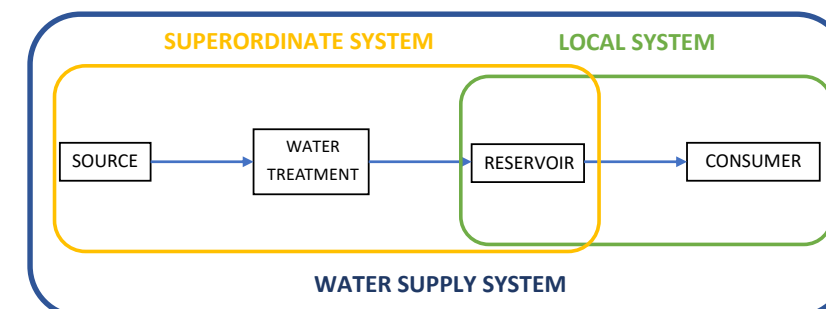 SUPERORDINATE SYSTEM
LOCAL SYSTEM
SOURCE
WATER
TREATMENT
RESERVOIR
CONSUMER
WATER SUPPLY SYSTEM